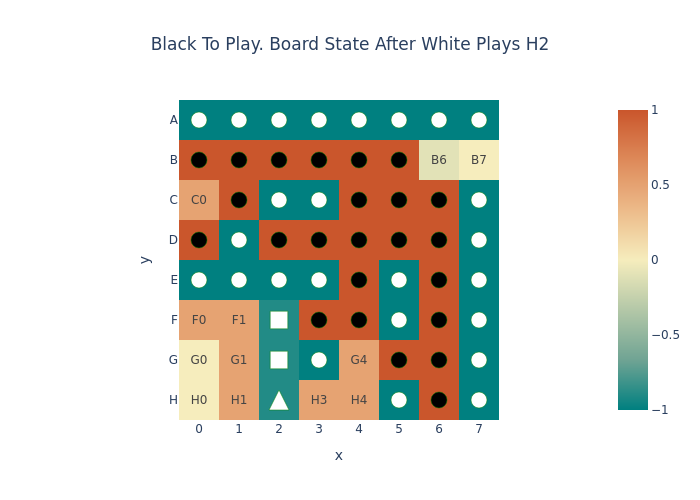 Black To Play. Board State After White Plays H2
A
B B6 B7
C C0
D
E
F F0 F1
G G0 G1 G4
H H0 H1 H3 H4
0 1 2 3 4 5 6 7
x
y
1
0.5
0
−0.5
−1